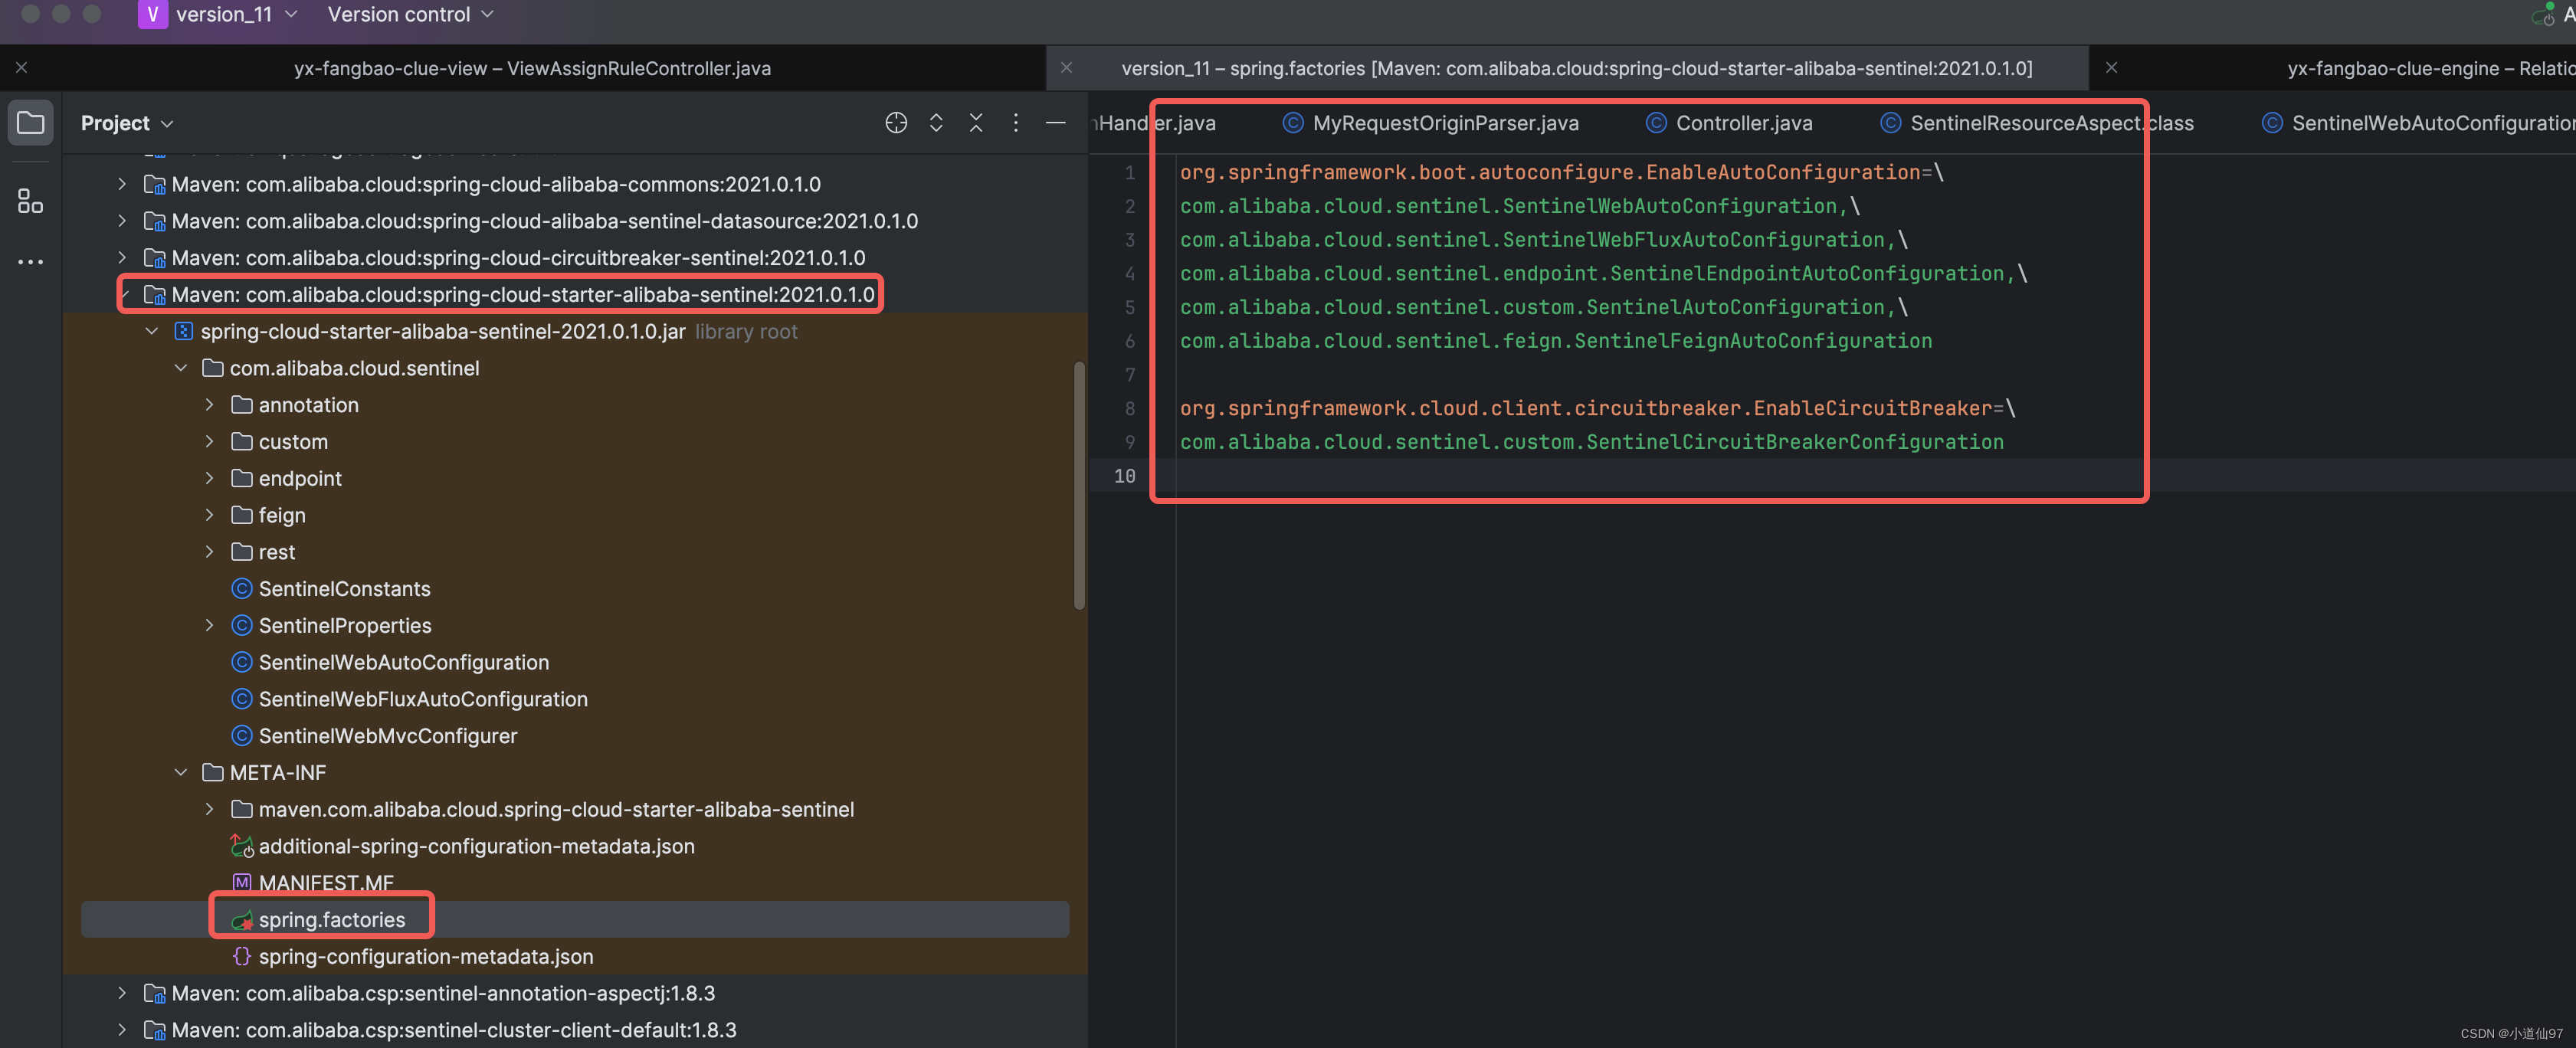 V version_11 Version control
yx-fangbao-clue-view – ViewAssignRuleController.java
version_11 – spring.factories [Maven: com.alibaba.cloud:spring-cloud-starter-alibaba-sentinel:2021.0.1.0]
yx-fangbao-clue-engine – Relatio
Project
Handler.java
MyRequestOriginParser.java
Controller.java
SentinelResourceAspect.class
SentinelWebAutoConfiguration
Maven: com.alibaba.cloud:spring-cloud-alibaba-commons:2021.0.1.0
Maven: com.alibaba.cloud:spring-cloud-alibaba-sentinel-datasource:2021.0.1.0
Maven: com.alibaba.cloud:spring-cloud-circuitbreaker-sentinel:2021.0.1.0
Maven: com.alibaba.cloud:spring-cloud-starter-alibaba-sentinel:2021.0.1.0
spring-cloud-starter-alibaba-sentinel-2021.0.1.0.jar library root
com.alibaba.cloud.sentinel
annotation
custom
endpoint
feign
rest
SentinelConstants
SentinelProperties
SentinelWebAutoConfiguration
SentinelWebFluxAutoConfiguration
SentinelWebMvcConfigurer
META-INF
maven.com.alibaba.cloud.spring-cloud-starter-alibaba-sentinel
additional-spring-configuration-metadata.json
MANIFEST.MF
spring.factories
spring-configuration-metadata.json
Maven: com.alibaba.csp:sentinel-annotation-aspectj:1.8.3
Maven: com.alibaba.csp:sentinel-cluster-client-default:1.8.3
1 org.springframework.boot.autoconfigure.EnableAutoConfiguration=\
2 com.alibaba.cloud.sentinel.SentinelWebAutoConfiguration,\
3 com.alibaba.cloud.sentinel.SentinelWebFluxAutoConfiguration,\
4 com.alibaba.cloud.sentinel.endpoint.SentinelEndpointAutoConfiguration,\
5 com.alibaba.cloud.sentinel.custom.SentinelAutoConfiguration,\
6 com.alibaba.cloud.sentinel.feign.SentinelFeignAutoConfiguration
7
8 org.springframework.cloud.client.circuitbreaker.EnableCircuitBreaker=\
9 com.alibaba.cloud.sentinel.custom.SentinelCircuitBreakerConfiguration
10
CSDN @小道仙97